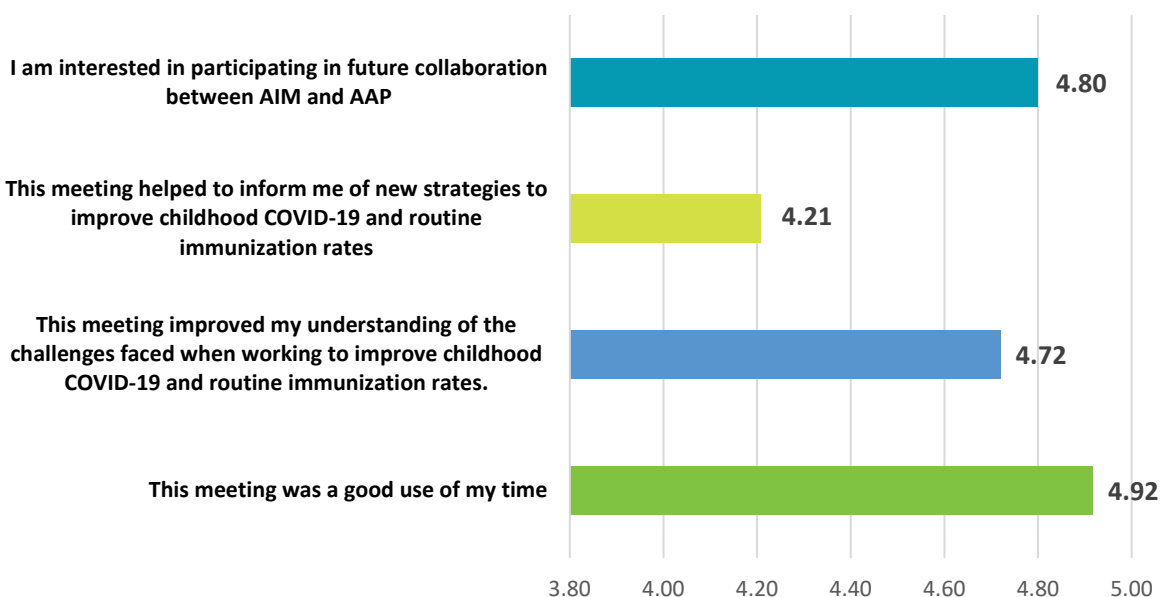 I am interested in participating in future collaboration
between AIM and AAP
4.80
This meeting helped to inform me of new strategies to
improve childhood COVID-19 and routine
immunization rates
4.21
This meeting improved my understanding of the
challenges faced when working to improve childhood
COVID-19 and routine immunization rates.
4.72
This meeting was a good use of my time
4.92
3.80 4.00 4.20 4.40 4.60 4.80 5.00